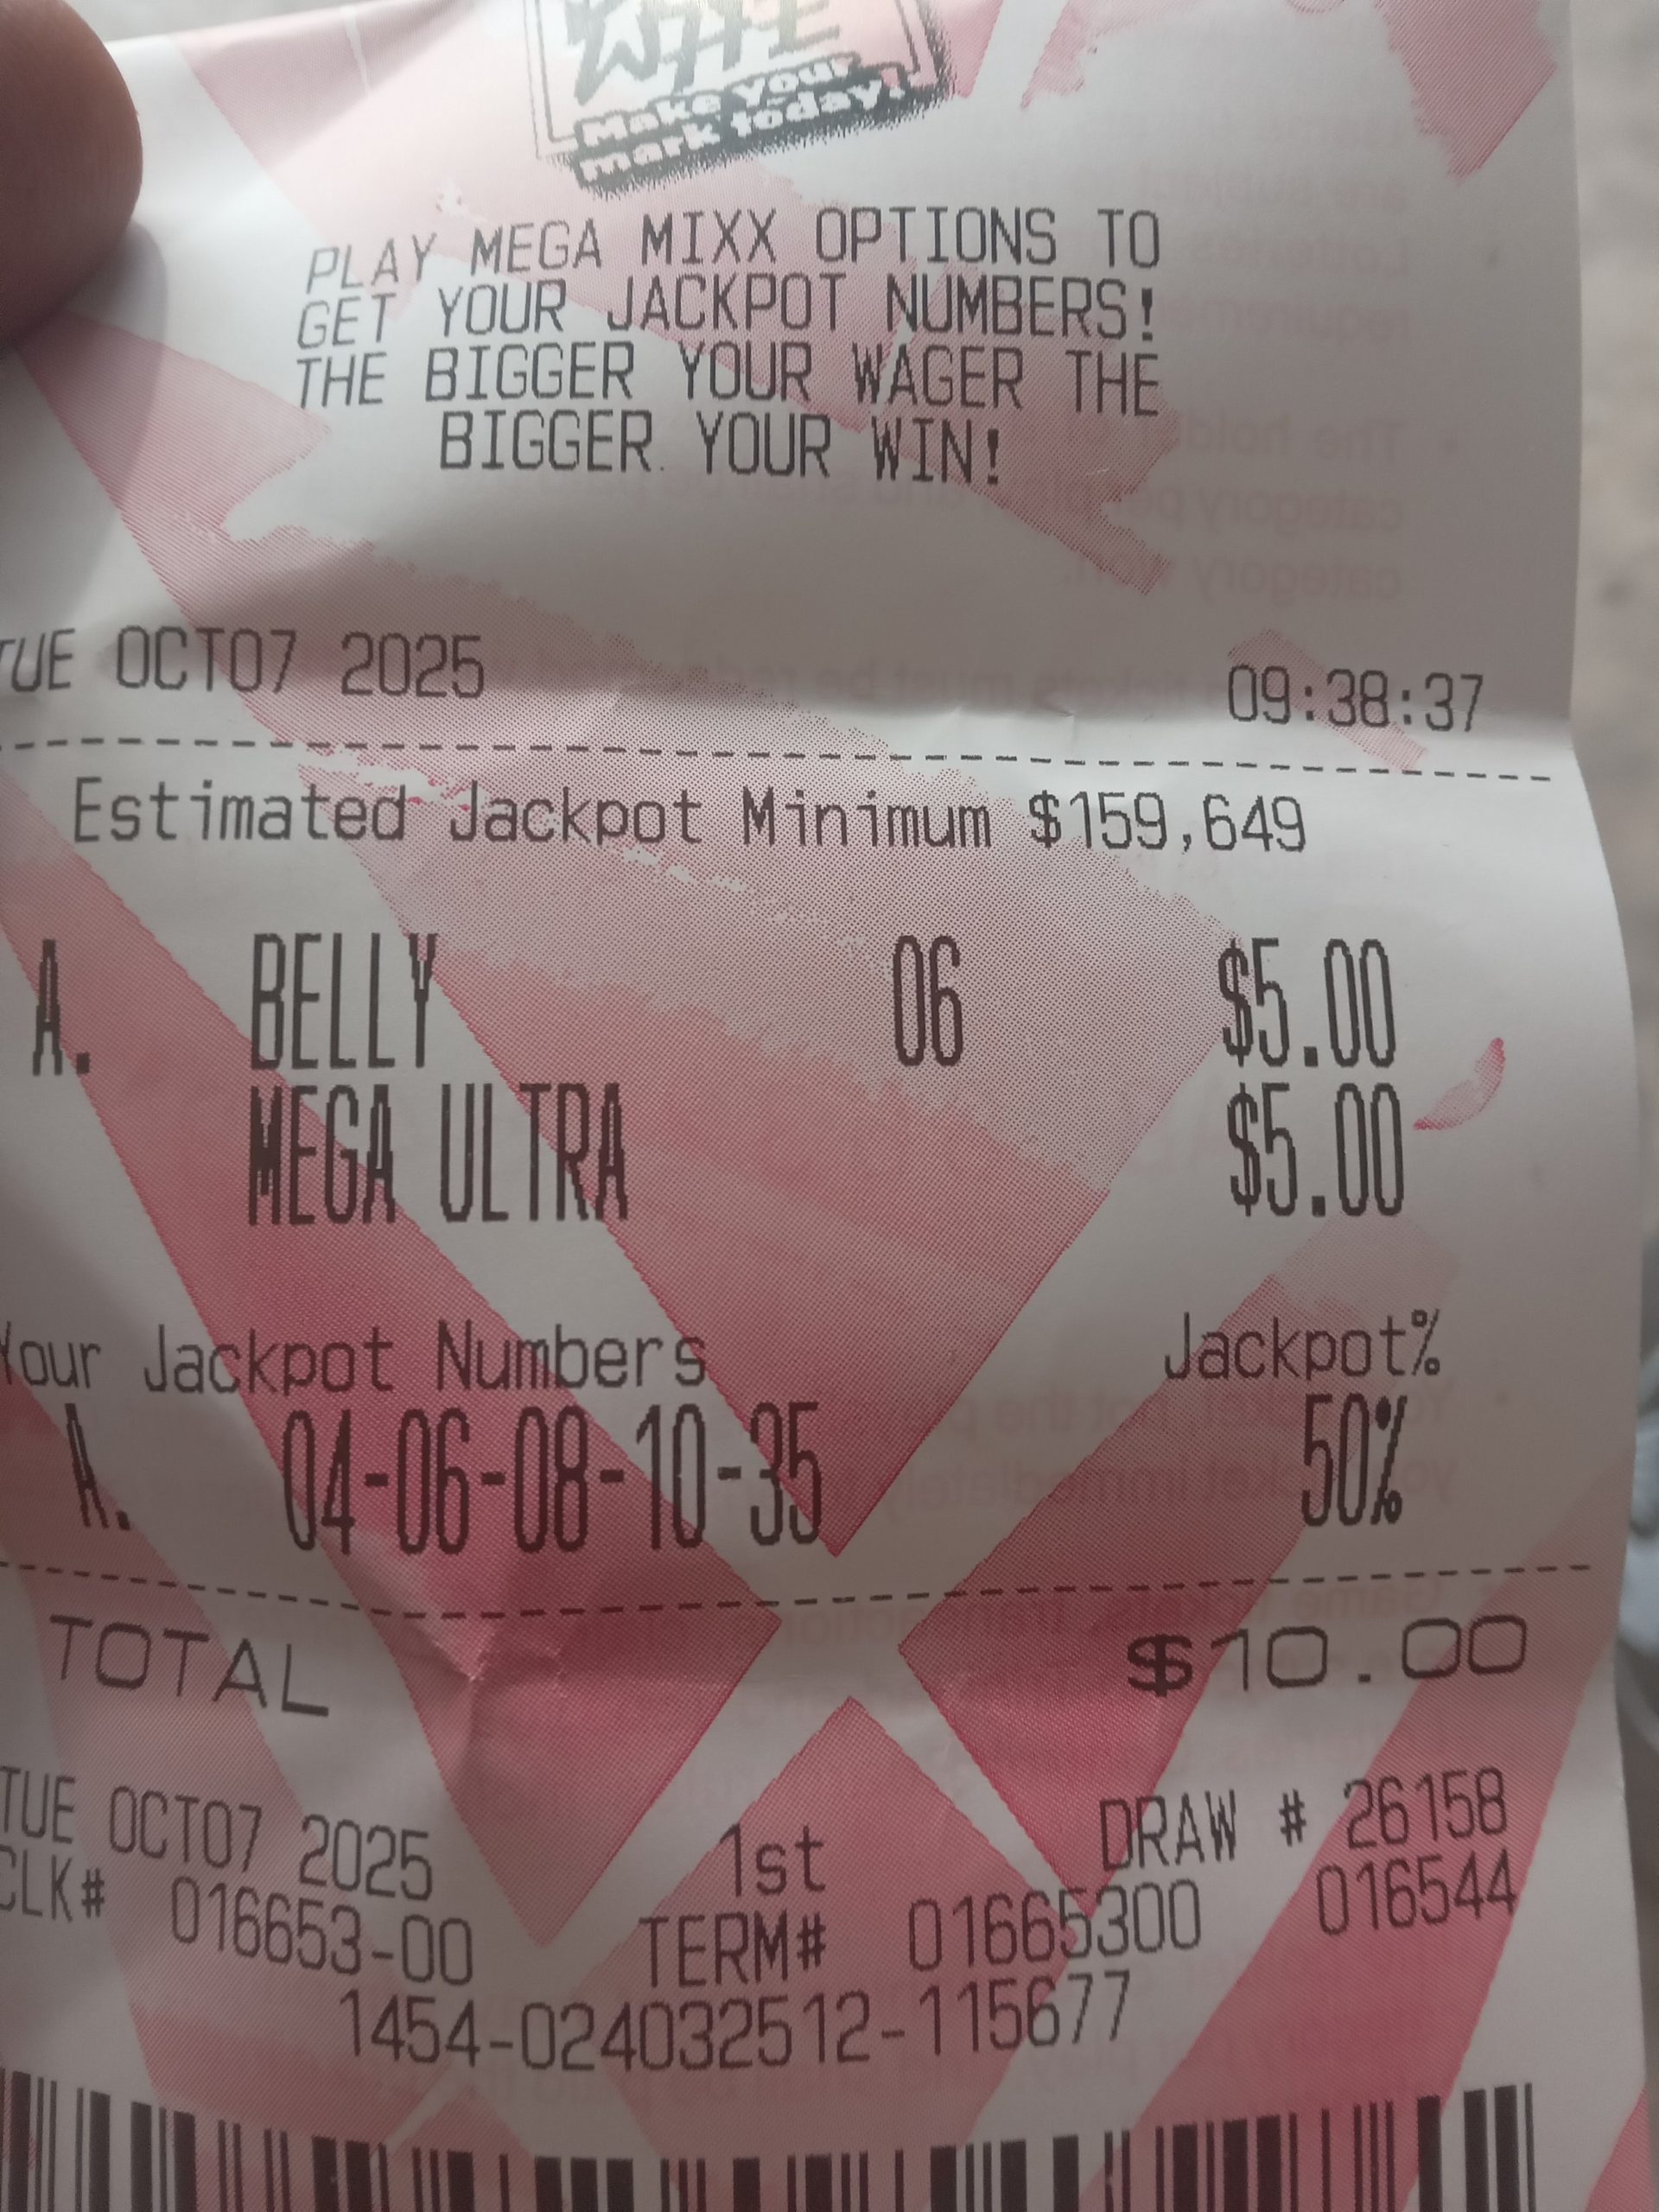 Make Your
mark today!
PLAY MEGA MIXX OPTIONS TO
GET YOUR JACKPOT NUMBERS!
THE BIGGER YOUR WAGER THE
BIGGER YOUR WIN!
TUE OCT07 2025 09:38:37
Estimated Jackpot Minimum $159,649
A. BELLY 06 $5.00
MEGA ULTRA $5.00
Your Jackpot Numbers Jackpot%
A. 04-06-08-10-35 50%
TOTAL $10.00
TUE OCT07 2025 1st DRAW # 26158
CLK# 016653-00 TERM# 01665300 016544
1454-024032512-115677